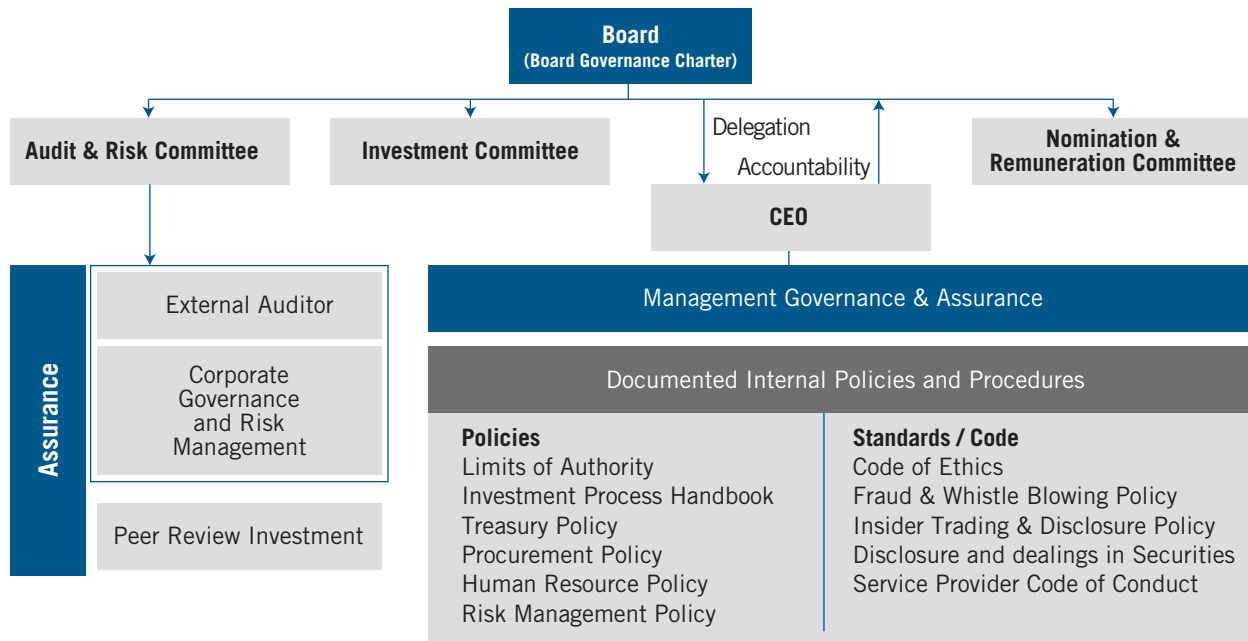 Board
(Board Governance Charter)
Delegation
Accountability
Audit & Risk Committee
Investment Committee
Nomination &
Remuneration Committee
CEO
Assurance
External Auditor
Corporate
Governance
and Risk
Management
Peer Review Investment
Management Governance & Assurance
Documented Internal Policies and Procedures
Policies
Limits of Authority
Investment Process Handbook
Treasury Policy
Procurement Policy
Human Resource Policy
Risk Management Policy
Standards / Code
Code of Ethics
Fraud & Whistle Blowing Policy
Insider Trading & Disclosure Policy
Disclosure and dealings in Securities
Service Provider Code of Conduct